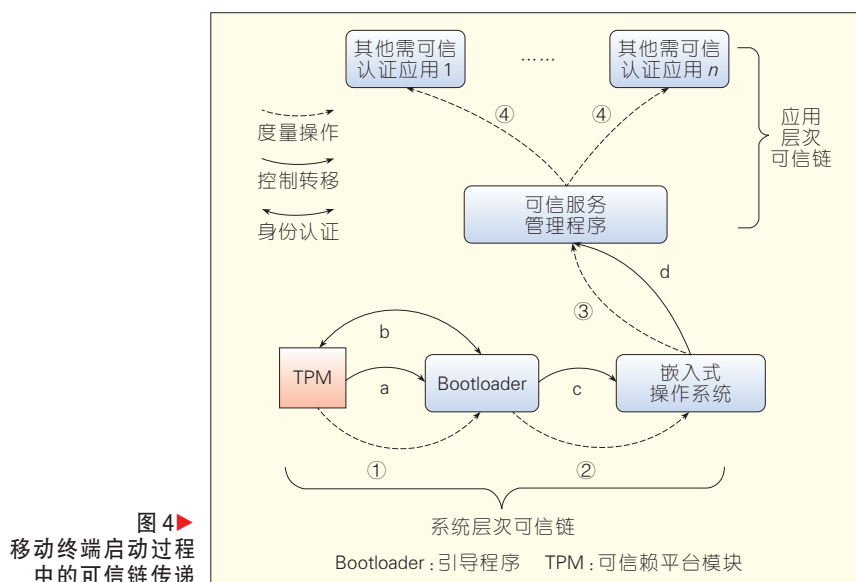 其他需可信
认证应用 1
……
其他需可信
认证应用 n
④
④
度量操作
控制转移
身份认证
应用
层次
可信链
可信服务
管理程序
d
③
b
TPM
a
Bootloader
c
嵌入式
操作系统
①
②
系统层次可信链
Bootloader:引导程序 TPM:可信赖平台模块
图 4▶
移动终端启动过程
中的可信链传递